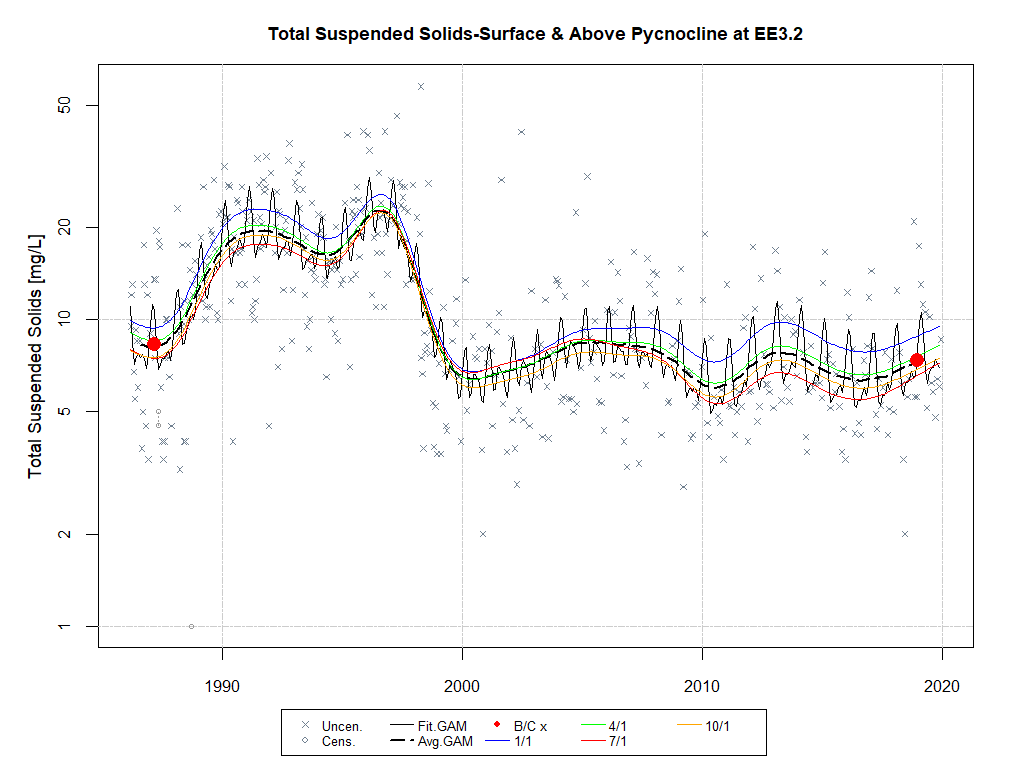 Total Suspended Solids-Surface & Above Pycnocline at EE3.2
Total Suspended Solids [mg/L]
50
20
10
5
2
1
1990 2000 2010 2020
Uncen. Fit.GAM B/C x 4/1 10/1
Cens. Avg.GAM 1/1 7/1